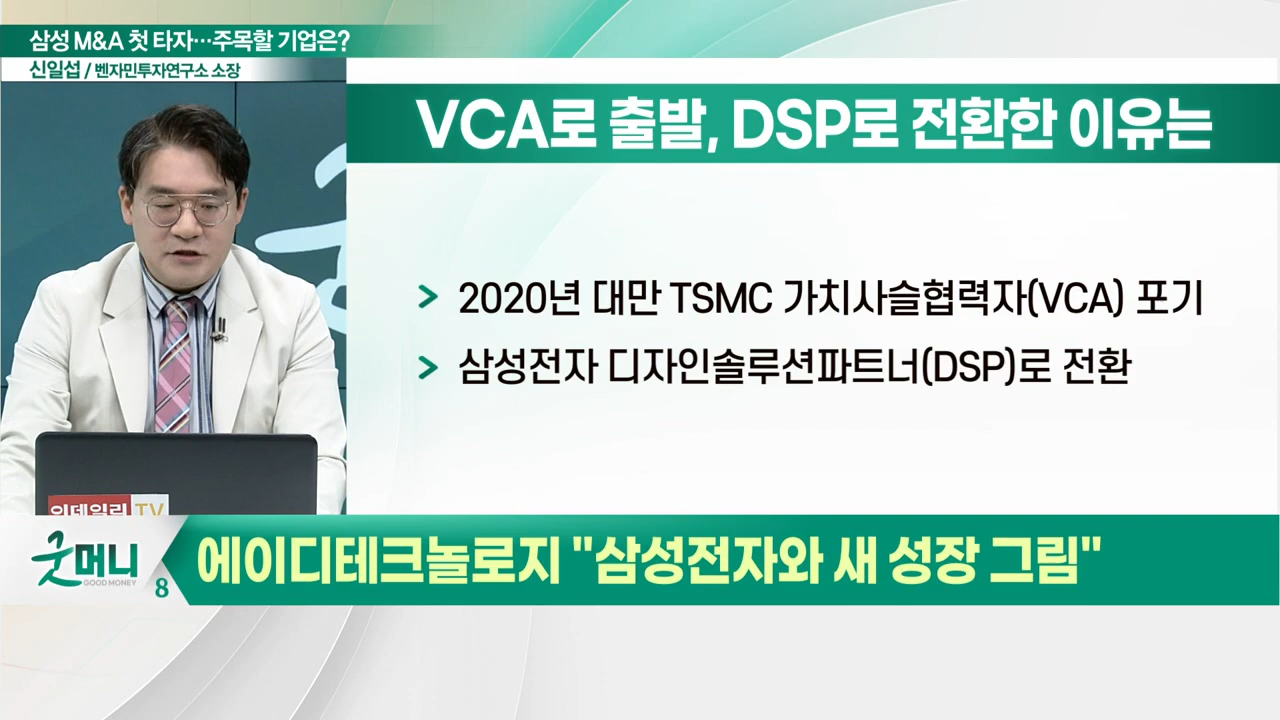 삼성 M&A 첫 타자…주목할 기업은?
신일섭 / 벤자민투자연구소 소장
VCA로 출발, DSP로 전환한 이유는
> 2020년 대만 TSMC 가치사슬협력자(VCA) 포기
> 삼성전자 디자인솔루션파트너(DSP)로 전환
이데일리 TV
굿머니
GOOD MONEY
8
에이디테크놀로지 "삼성전자와 새 성장 그림"